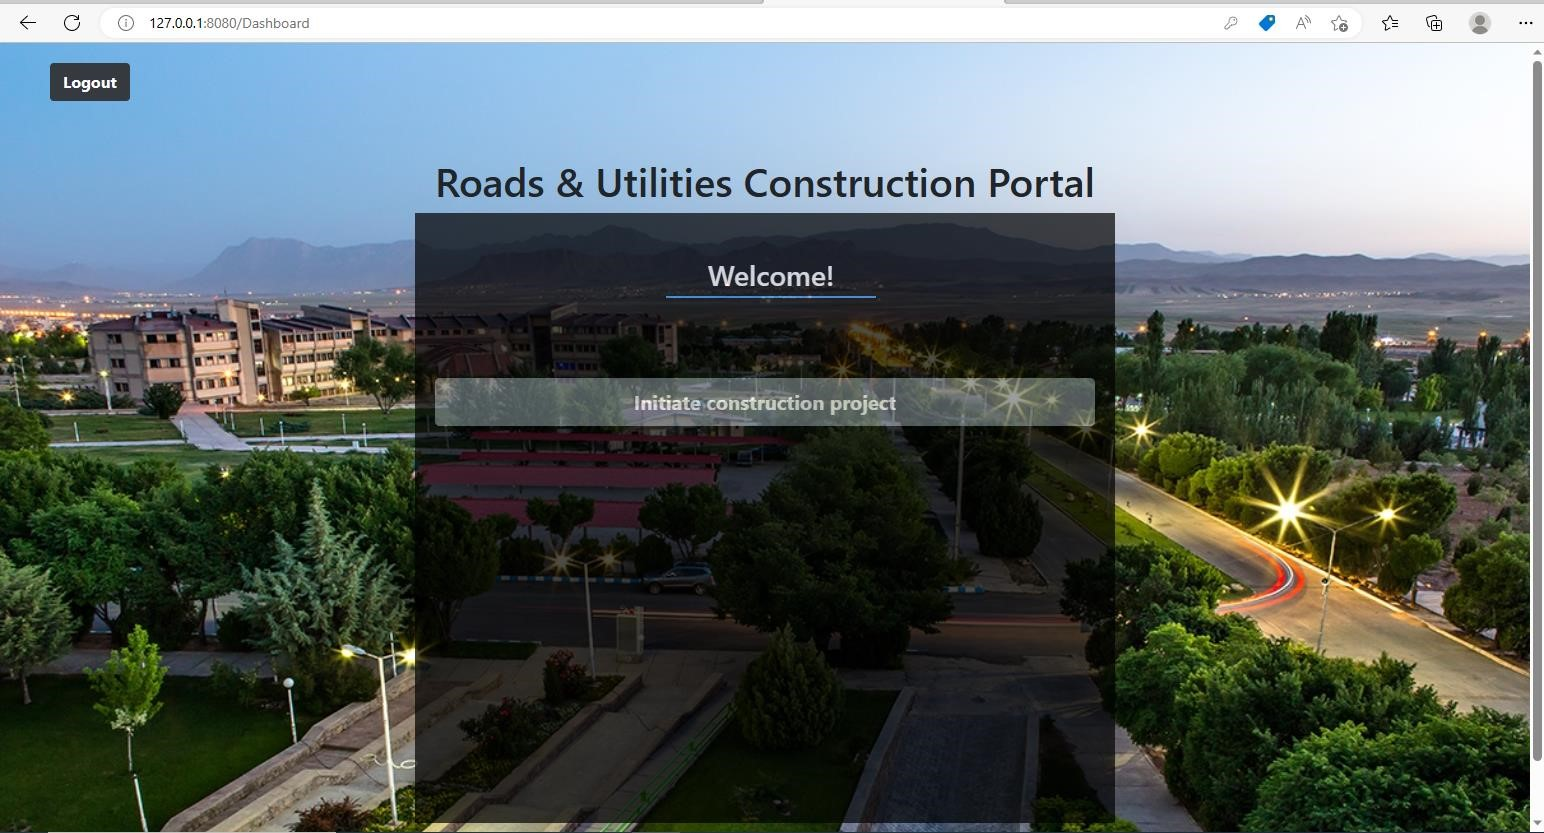 127.0.0.1:8080/Dashboard
Logout
Roads & Utilities Construction Portal
Welcome!
Initiate construction project